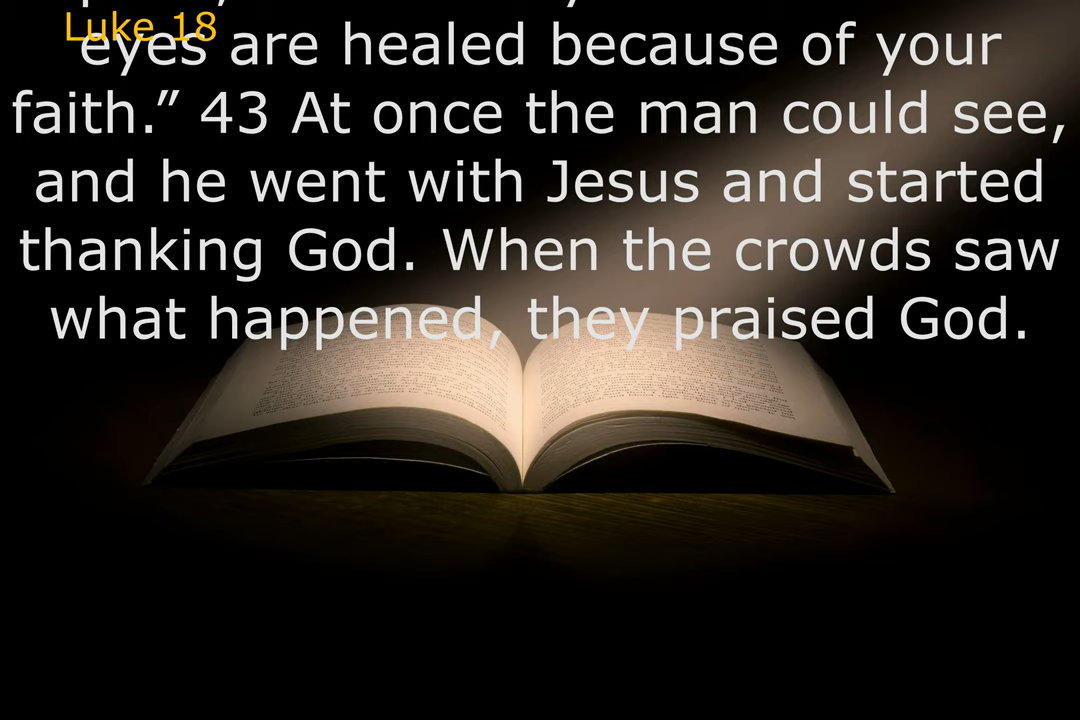 Luke 18
eyes are healed because of your
faith.” 43 At once the man could see,
and he went with Jesus and started
thanking God. When the crowds saw
what happened, they praised God.